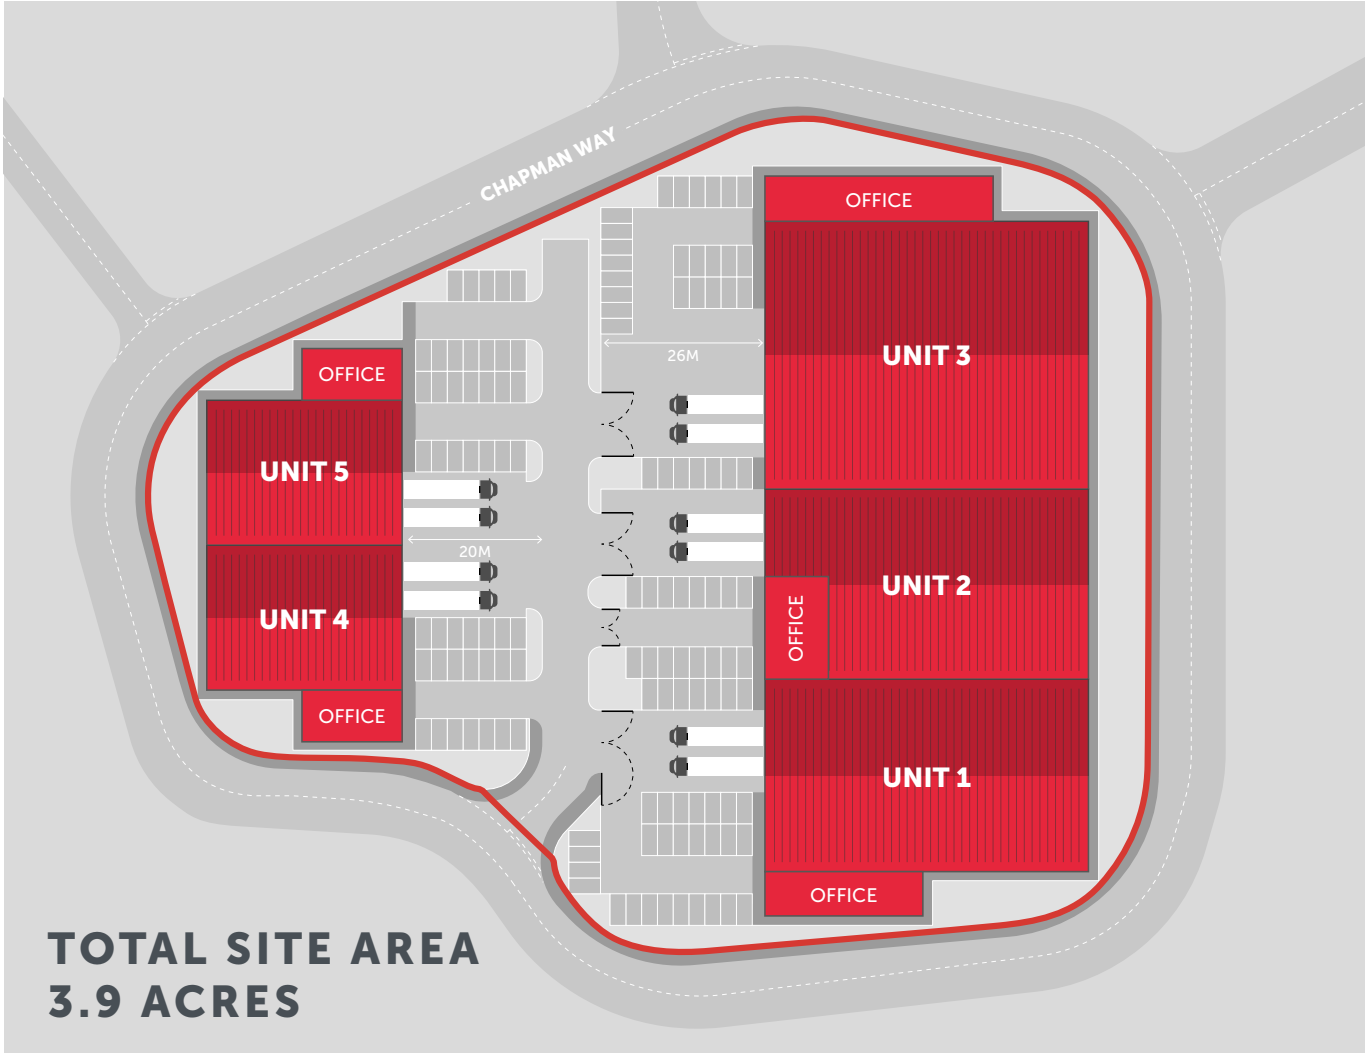 CHAPMAN WAY
OFFICE
UNIT 3
26M
OFFICE
UNIT 5
20M
UNIT 4
OFFICE
UNIT 2
OFFICE
UNIT 1
OFFICE
TOTAL SITE AREA
3.9 ACRES